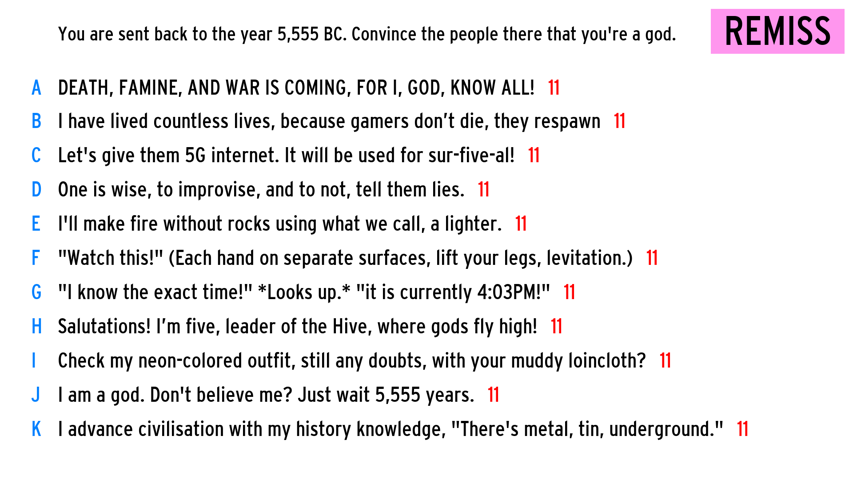 You are sent back to the year 5,555 BC. Convince the people there that you're a god.
REMISS
A DEATH, FAMINE, AND WAR IS COMING, FOR I, GOD, KNOW ALL! 11
B I have lived countless lives, because gamers don’t die, they respawn 11
C Let's give them 5G internet. It will be used for sur-five-al! 11
D One is wise, to improvise, and to not, tell them lies. 11
E I'll make fire without rocks using what we call, a lighter. 11
F "Watch this!" (Each hand on separate surfaces, lift your legs, levitation.) 11
G "I know the exact time!" *Looks up.* "it is currently 4:03PM!" 11
H Salutations! I’m five, leader of the Hive, where gods fly high! 11
I Check my neon-colored outfit, still any doubts, with your muddy loincloth? 11
J I am a god. Don't believe me? Just wait 5,555 years. 11
K I advance civilisation with my history knowledge, "There's metal, tin, underground." 11